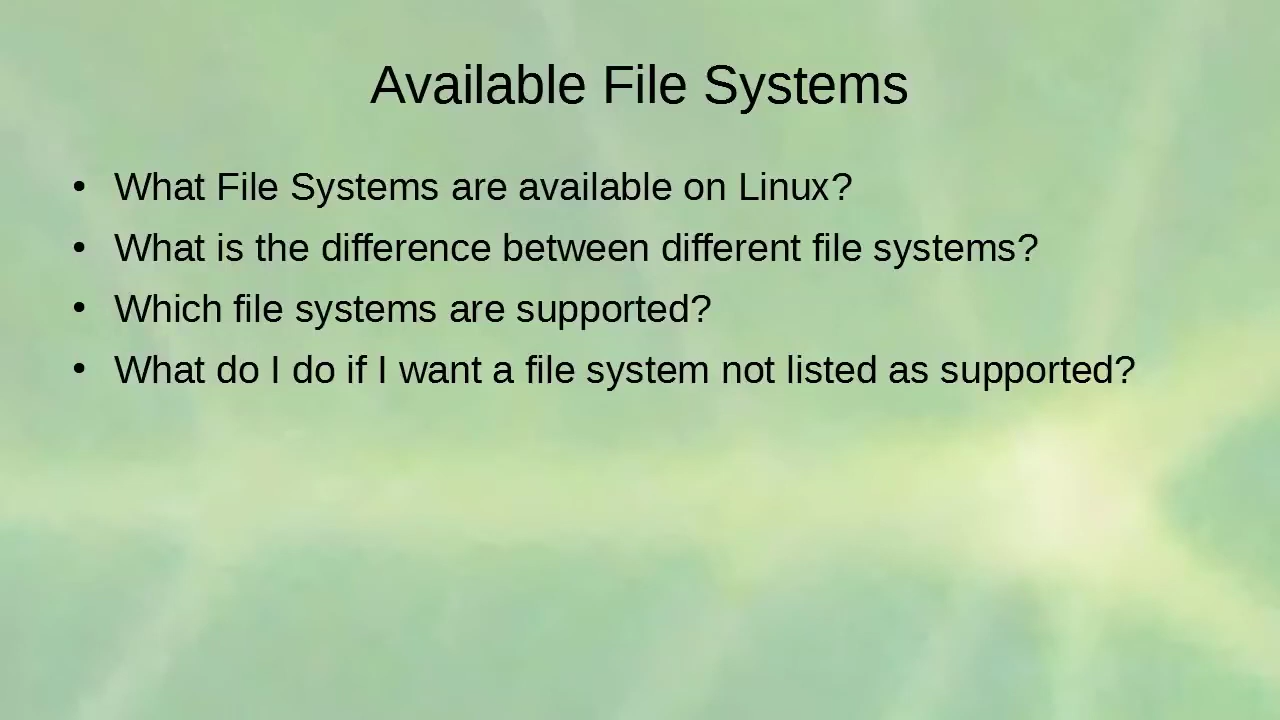 Available File Systems
• What File Systems are available on Linux?
• What is the difference between different file systems?
• Which file systems are supported?
• What do I do if I want a file system not listed as supported?